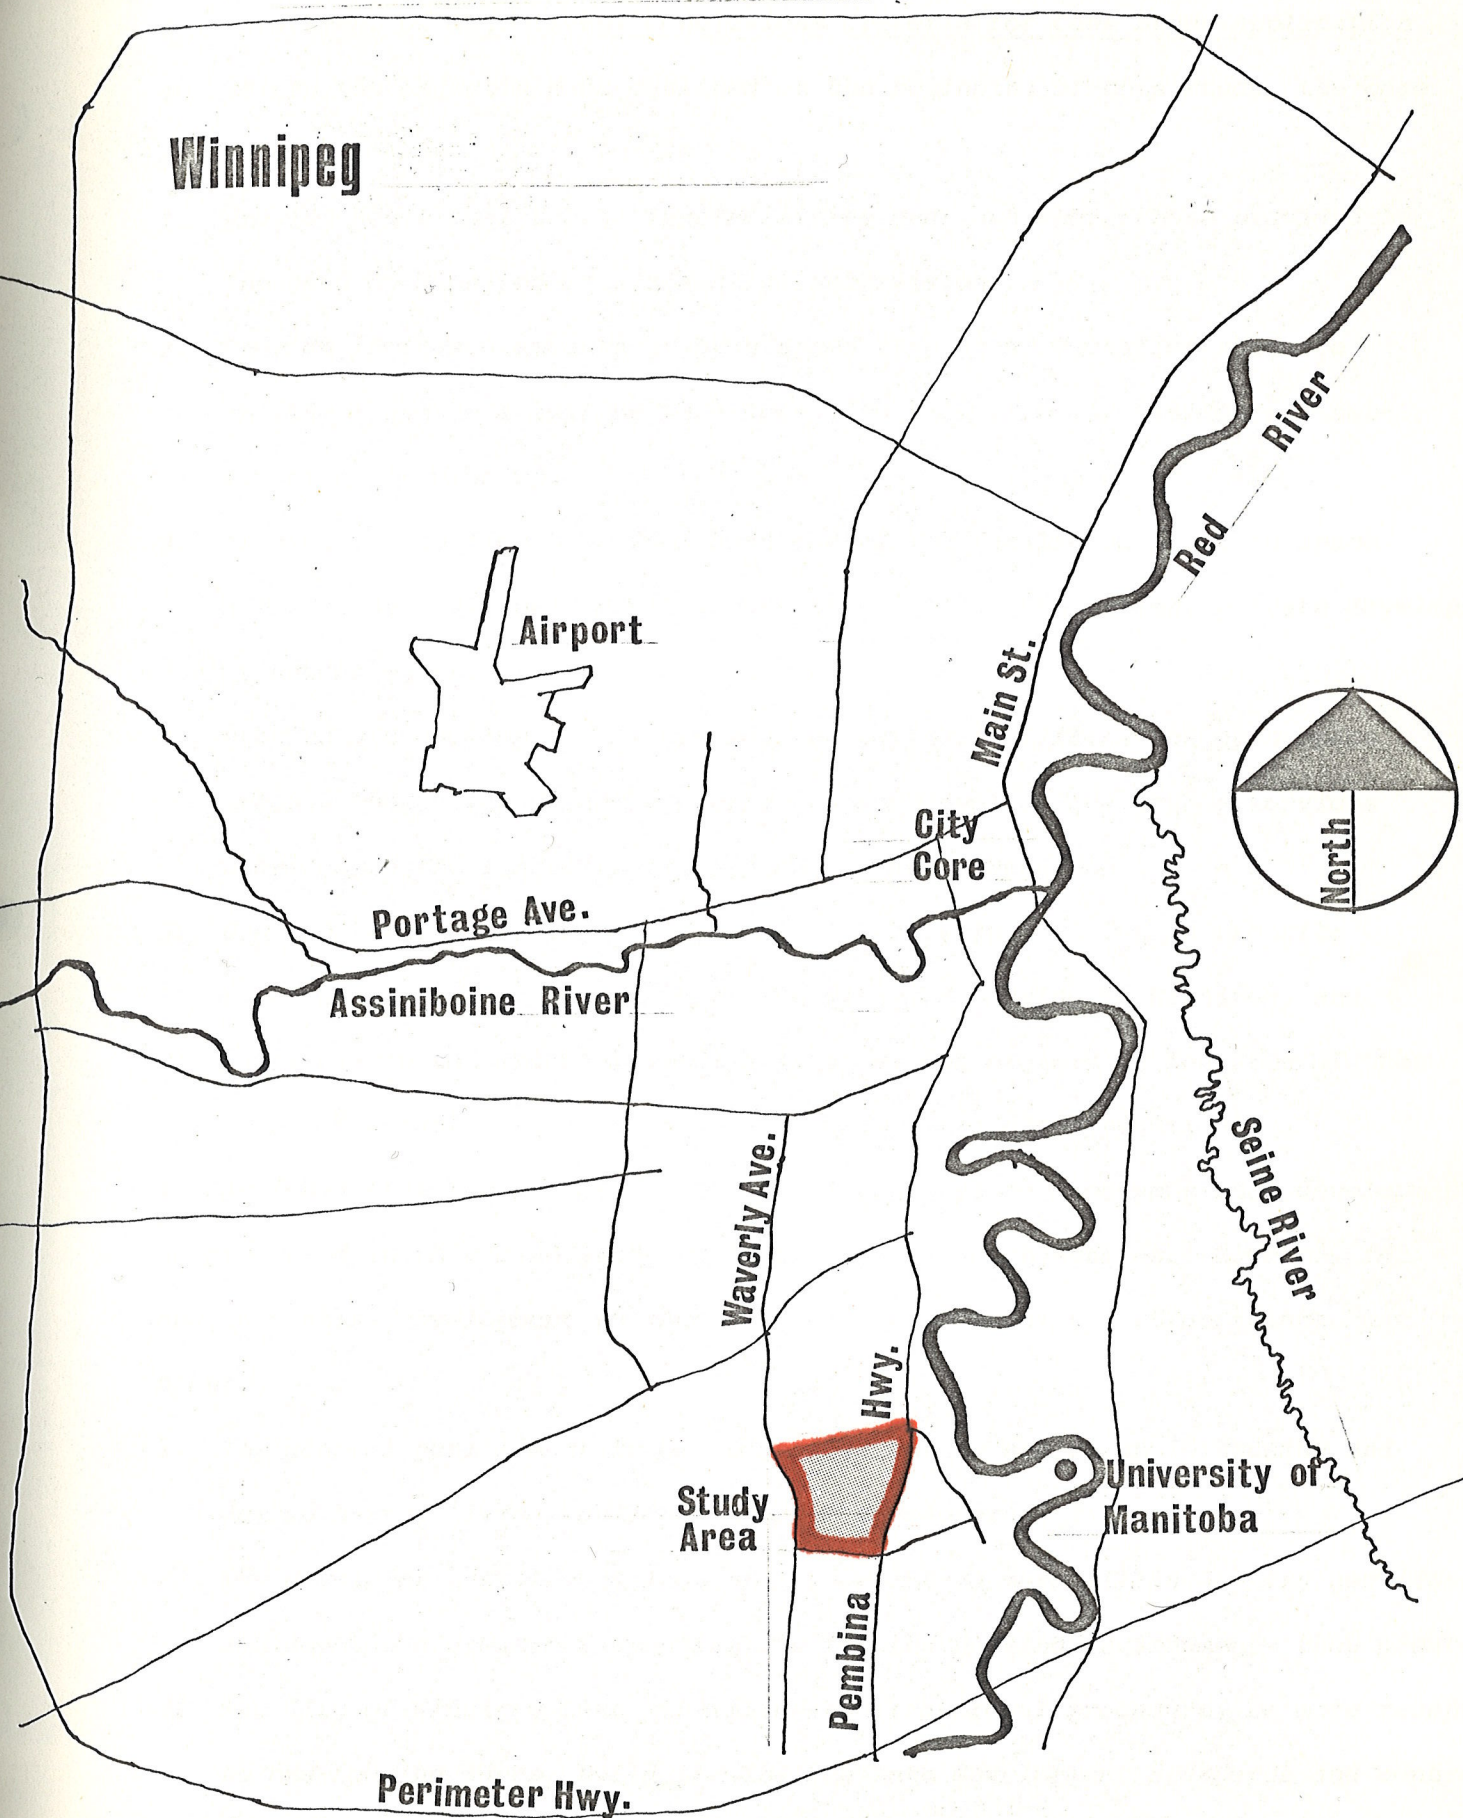 Winnipeg
Red River
Airport
Main St.
City
Core
North
Portage Ave.
Assiniboine River
Seine River
Waverly Ave.
Pembina Hwy.
Study
Area
University of
Manitoba
Perimeter Hwy.